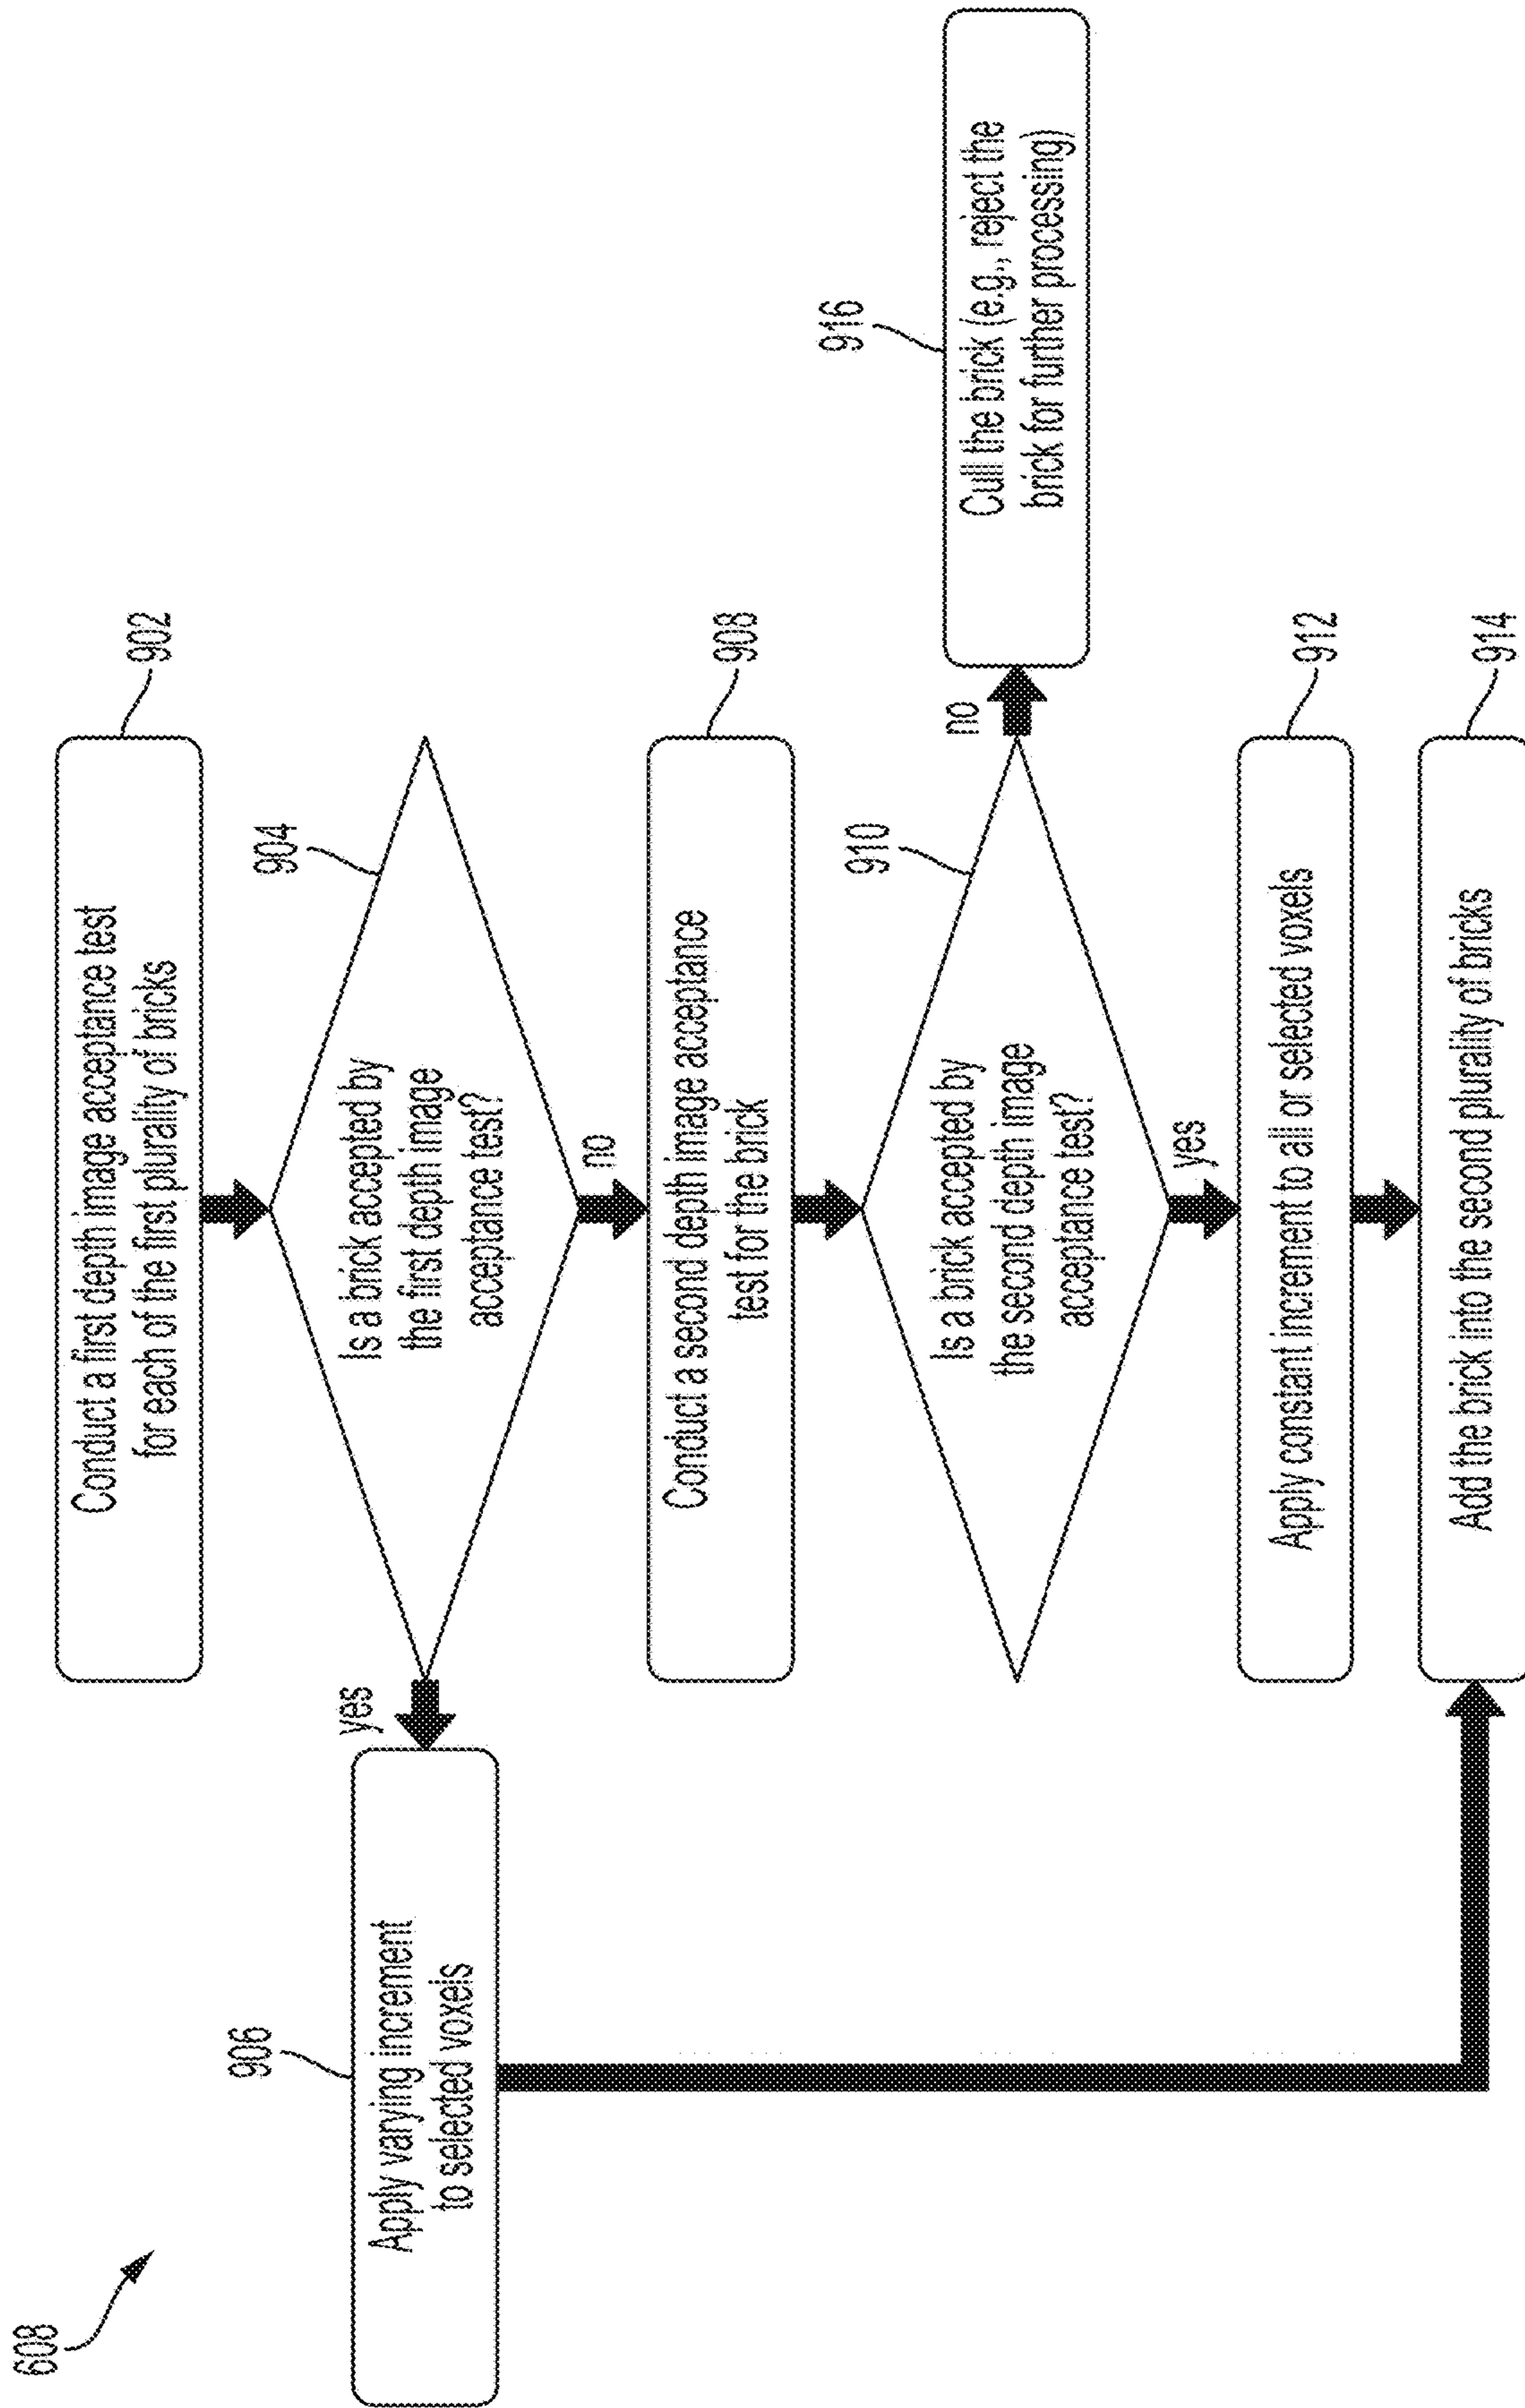 608
902
Conduct a first depth image acceptance test
for each of the first plurality of bricks
904
Is a brick accepted by
the first depth image
acceptance test?
yes
906
Apply varying increment
to selected voxels
no
908
Conduct a second depth image acceptance
test for the brick
910
Is a brick accepted by
the second depth image
acceptance test?
no
916
Cull the brick (e.g., reject the
brick for further processing)
yes
912
Apply constant increment to all or selected voxels
914
Add the brick into the second plurality of bricks